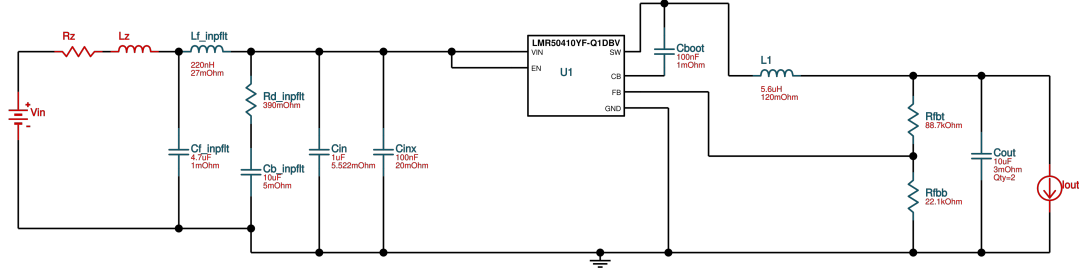 Rz
Lz
Lf_inpflt
220nH
27mOhm
Vin
Cf_inpflt
4.7uF
1mOhm
Rd_inpflt
390mOhm
Cb_inpflt
10uF
5mOhm
Cin
1uF
5.522mOhm
Cinx
100nF
20mOhm
LMR50410YF-Q1DBV
VIN
SW
EN
U1
CB
FB
GND
Cboot
100nF
1mOhm
L1
5.6uH
120mOhm
Rfbt
88.7kOhm
Rfbb
22.1kOhm
Cout
10uF
3mOhm
Qty=2
Iout